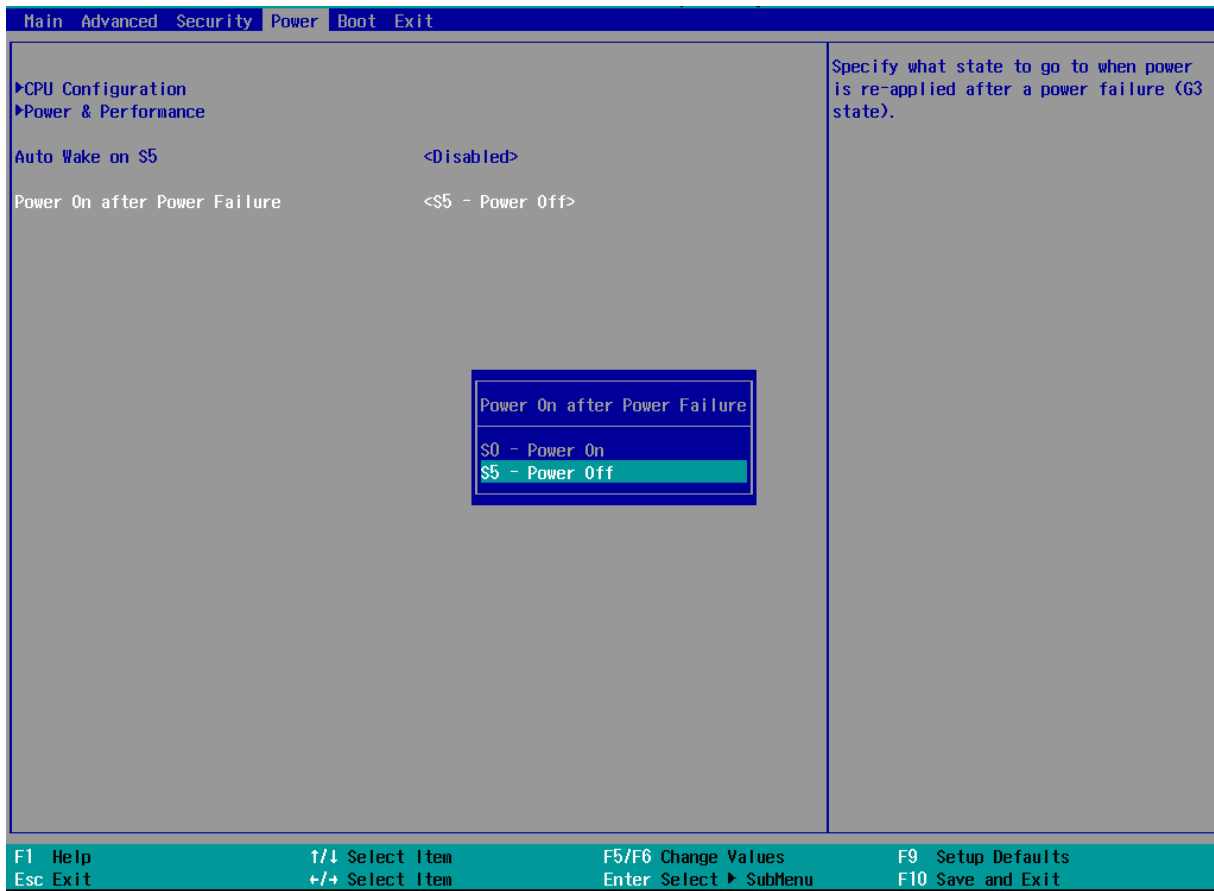 Main Advanced Security Power Boot Exit
▶CPU Configuration
▶Power & Performance
Auto Wake on S5 <Disabled>
Power On after Power Failure <S5 - Power Off>
Specify what state to go to when power
is re-applied after a power failure (G3
state).
Power On after Power Failure
S0 - Power On
S5 - Power Off
F1 Help ↑/↓ Select Item F5/F6 Change Values F9 Setup Defaults
Esc Exit ←/→ Select Item Enter Select ▶ SubMenu F10 Save and Exit